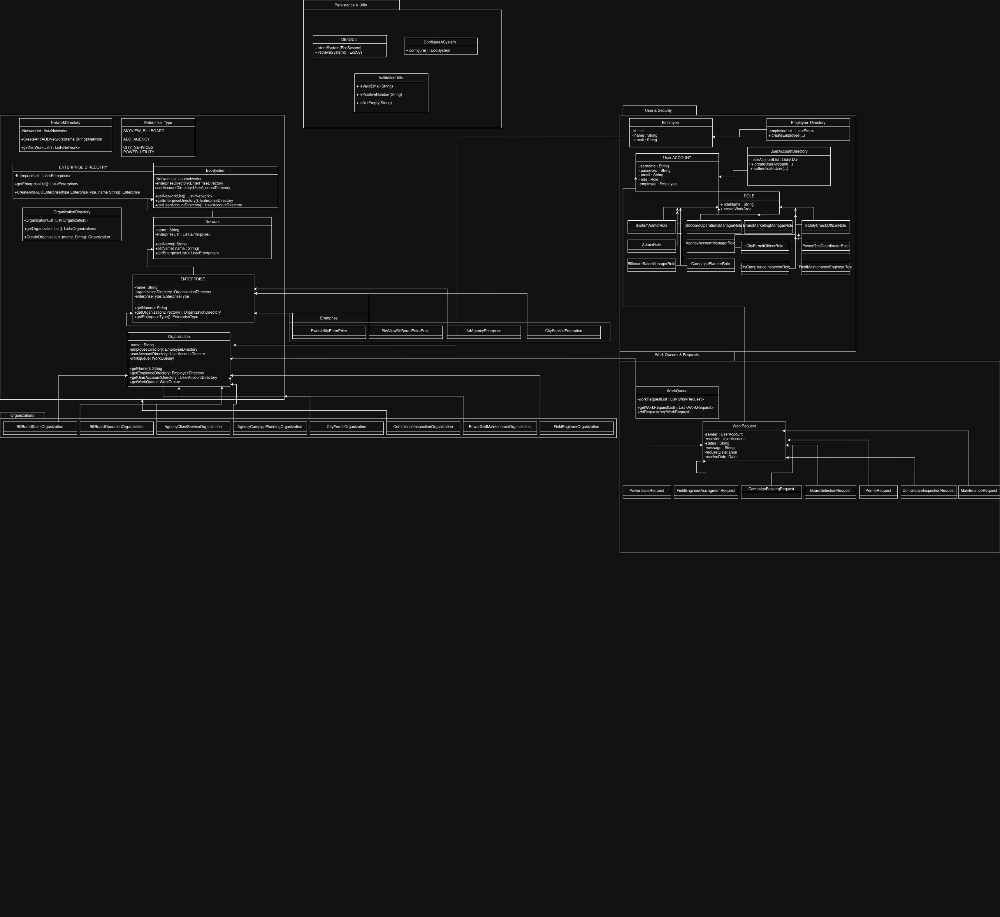 Persistence & Utils
DB4OUtil
+ storeSystem(EcoSystem)
+ retrieveSystem() : EcoSys
ConfigureASystem
+ configure() : EcoSystem
ValidationUtils
+ isValidEmail(String)
+ isPositiveNumber(String)
+ isNotEmpty(String)
NetworkDirectory
-Networklist : list<Network>
+CreateAndADDNetwork(name String):Network
+getNetWorkList() : List<Network>
Enterprise Type
SKYVIEW_BILLBOARD
ADD_AGENCY
CITY_SERVICES
POWER_UTILITY
ENTERPRISE DIRECOTRY
-EnterpriseList : List<Enterprise>
+getEnterpriseList(): List<Enterprise>
+CreateAndADDEnterprise(type:EnterpriseType, name String): Enterprise
EcoSystem
-NetworkList:List<network>
-enterpriseDirectory:EnterPriseDirectory
userAccountDirectory:UserAccountDirectory
+getNetworkList(): List<Network>
+getEnterpriceDirectory(): EnterpriseDirectory
+getUserAccountDirectory(): UserAccountDirectory
OrganizationDirectory
-OrganizationList :List<Organization>
+getOrganizationList(): List<Organization>
+CreateOrganization :(name, String): Organization
Network
-name : String
-enterpriseList : List<Enterprise>
+getName():String
+setName( name : String)
+getEnterpriseList(): List<Enterprise>
ENTERPRISE
-name: String
-organizationDirectory :OrganizationDirectory
-enterpriseType: EnterpriseType
+getName(): String
+getOrganizationDirectory(): OrganizationDirectory
+getEnterpriseType(): EnterpriseType
Organization
-name : String
-employeeDirectory: EmployeeDirectory
-userAccountDirectory: UserAccountDirector
-workqueue: WorkQueuey
+getName(): String
+getEmployeeDirectory: EmployeeDirectory
+getUserAccoountDirectory : UserAccountDirectory
+getWorkQueue: WorkQueue
Enterprise
PwerUtilityEnterPrice
SkyViewBillBoradEnterPrise
AdAgencyEnterprice
CityServiceEnterprice
Organizations
BillBoradSalesOrganization
BillBoardOperationOrganization
AgencyClientServiceOrganization
AgnecyCampignPlanningOrganization
CityPermitOrganization
ComplienceInspectionOrganization
PowerGridMaintenanceOrganization
FieldEngineerOrganization
User & Security
Employee
- id : int
- name : String
- email : String
Employee Directory
-employeeList : List<Emp>
+ createEmployee(...)
User ACCOUNT
username : String
- password : String
- email : String
- role : Role
- employee : Employee
UserAccoutnDirectory
- userAccountList : List<UA>
l + createUserAccount(...)
+ authenticateUser(...)
ROLE
+ roleName : String
+ createWorkArea
SystemAdminRole
BillboardOperationsManagerRole
BrandMarketingManagerRole
SafetyCheckOfficerRole
AdminRole
AgencyAccountManagerRole
CityPermitOfficerRole
PowerGridCoordinatorRole
BillboardSalesManagerRole
CampaignPlannerRole
CityComplianceInspectorRole
FieldMaintenanceEngineerRole
Work Queues & Requests
WorkQueue
-workRequestList : List<WorkRequest>
+getWorkRequestList(): List <WorkRequest>
+ddRequest(req:WorkRequest)
WorkRequest
-sender : UserAccount
-recevier : UserAccount
-status : String
-message : String
-requestDate: Date
-resolveDate: Date
PowerIssueRequest
FieldEngineerAssingmentRequest
CampaignBookingRequest
BoardSelectionRequest
PermitRequest
ComplianceInspectionRequest
MaintenanceRequest